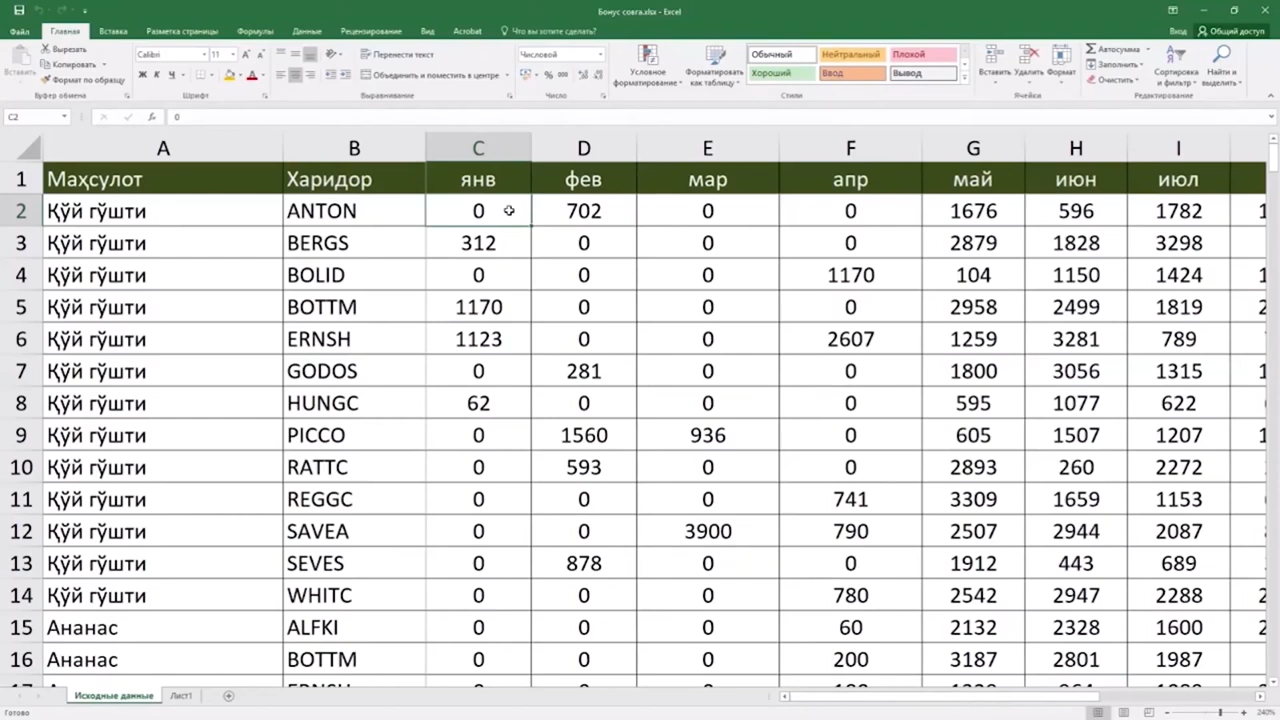 Бонус совга.xlsx - Excel
Файл Главная Вставка Разметка страницы Формулы Данные Рецензирование Вид Acrobat Что вы хотите сделать? Вход Общий доступ
Вставить Вырезать Копировать Формат по образцу Буфер обмена
Calibri 11 Ж К Ч Шрифт
Перенести текст Объединить и поместить в центре Выравнивание
Числовой % 000 Число
Условное форматирование Форматировать как таблицу Обычный Нейтральный Плохой Хороший Ввод Вывод Стили
Вставить Удалить Формат Ячейки
Автосумма Заполнить Очистить Сортировка и фильтр Найти и выделить Редактирование
C2 fx 0
A B C D E F G H I
1 Маҳсулот Харидор янв фев мар апр май июн июл
2 Қўй гўшти ANTON 0 702 0 0 1676 596 1782
3 Қўй гўшти BERGS 312 0 0 0 2879 1828 3298
4 Қўй гўшти BOLID 0 0 0 1170 104 1150 1424
5 Қўй гўшти BOTTM 1170 0 0 0 2958 2499 1819
6 Қўй гўшти ERNSH 1123 0 0 2607 1259 3281 789
7 Қўй гўшти GODOS 0 281 0 0 1800 3056 1315
8 Қўй гўшти HUNGC 62 0 0 0 595 1077 622
9 Қўй гўшти PICCO 0 1560 936 0 605 1507 1207
10 Қўй гўшти RATTC 0 593 0 0 2893 260 2272
11 Қўй гўшти REGGC 0 0 0 741 3309 1659 1153
12 Қўй гўшти SAVEA 0 0 3900 790 2507 2944 2087
13 Қўй гўшти SEVES 0 878 0 0 1912 443 689
14 Қўй гўшти WHITC 0 0 0 780 2542 2947 2288
15 Ананас ALFKI 0 0 0 60 2132 2328 1600
16 Ананас BOTTM 0 0 0 200 3187 2801 1987
Исходные данные Лист1
Готово 240%